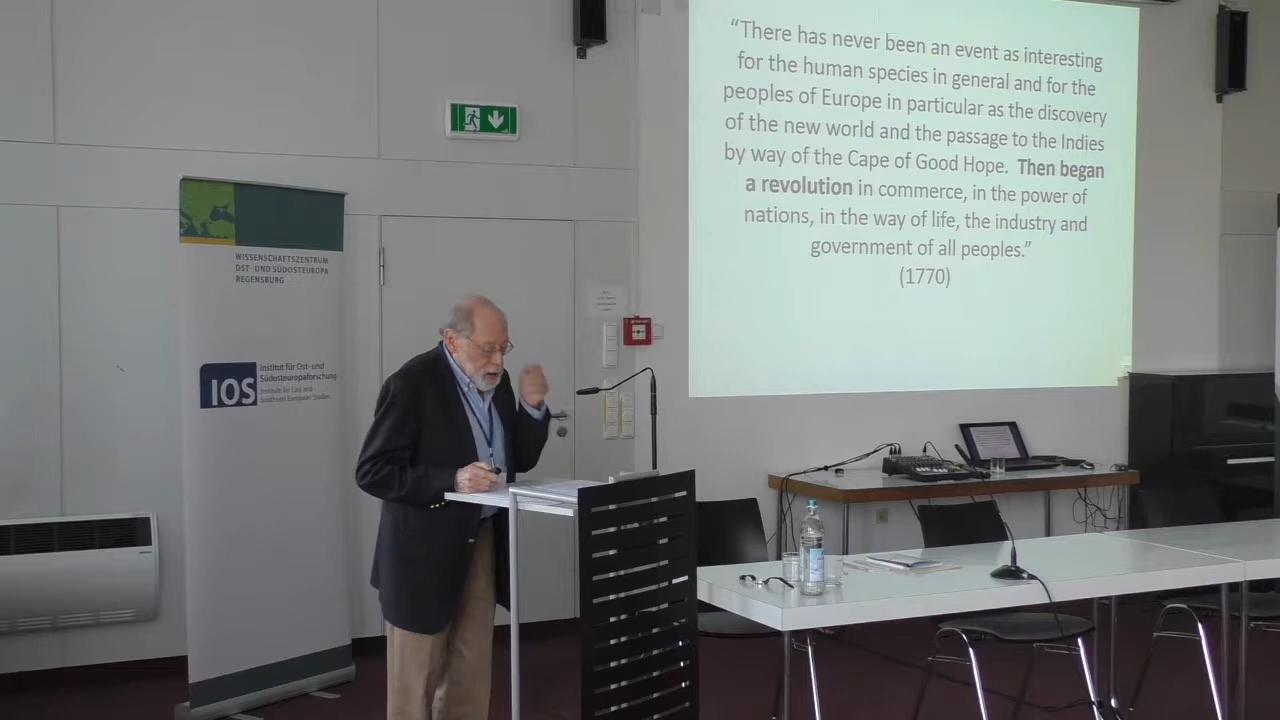 “There has never been an event as interesting
for the human species in general and for the
peoples of Europe in particular as the discovery
of the new world and the passage to the Indies
by way of the Cape of Good Hope. Then began
a revolution in commerce, in the power of
nations, in the way of life, the industry and
government of all peoples.”
(1770)
WISSENSCHAFTSZENTRUM
OST- UND SÜDOSTEUROPA
REGENSBURG
IOS
Institut für Ost- und
Südosteuropaforschung
Institute for East and
Southeast European Studies